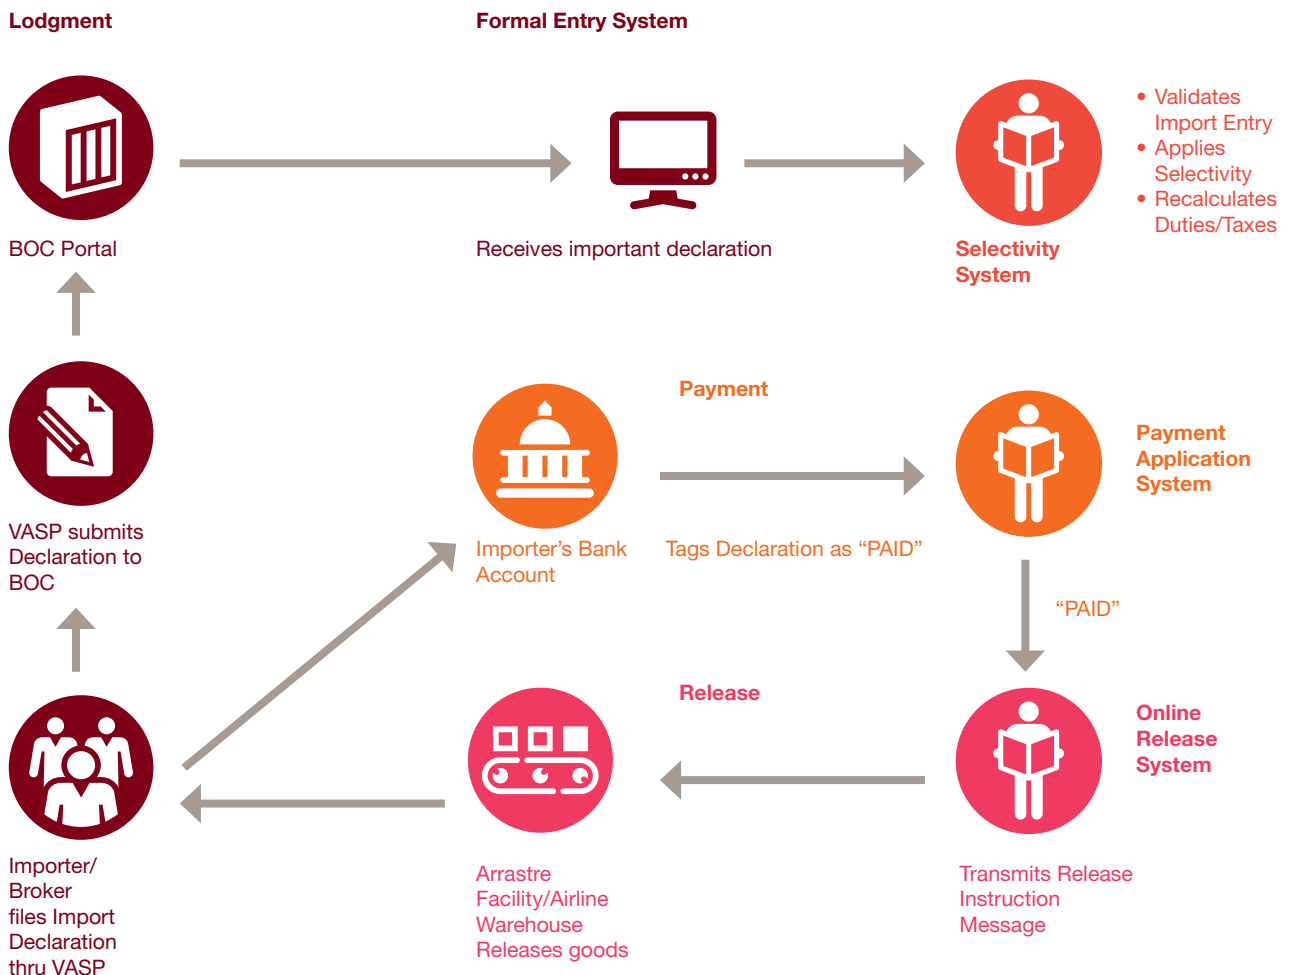 Lodgment
Formal Entry System
BOC Portal
Receives important declaration
Selectivity
System
• Validates
Import Entry
• Applies
Selectivity
• Recalculates
Duties/Taxes
VASP submits
Declaration to
BOC
Payment
Importer’s Bank
Account
Tags Declaration as “PAID”
Payment
Application
System
“PAID”
Importer/
Broker
files Import
Declaration
thru VASP
Release
Arrastre
Facility/Airline
Warehouse
Releases goods
Online
Release
System
Transmits Release
Instruction
Message